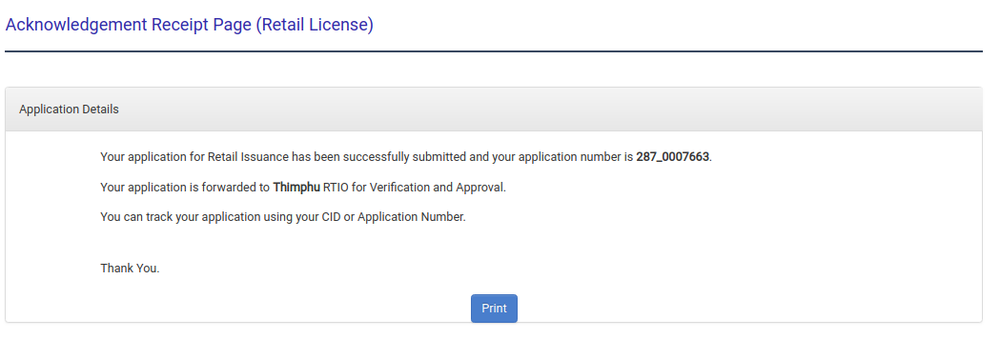 Acknowledgement Receipt Page (Retail License)
Application Details
Your application for Retail Issuance has been successfully submitted and your application number is 287_0007663.
Your application is forwarded to Thimphu RTIO for Verification and Approval.
You can track your application using your CID or Application Number.
Thank You.
Print